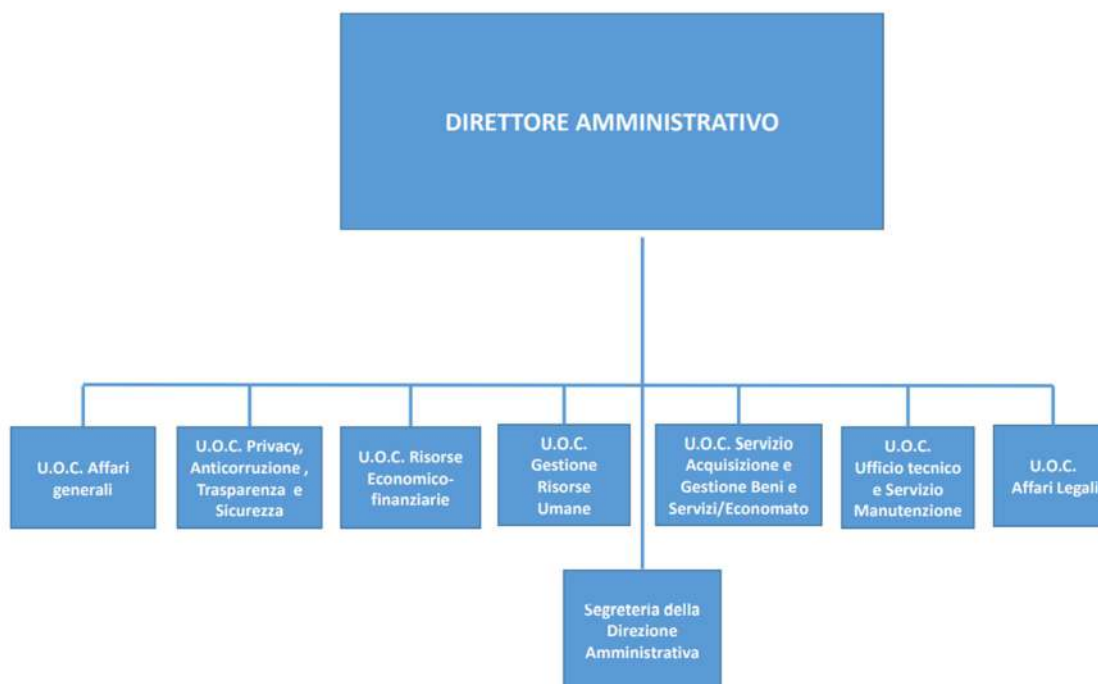 DIRETTORE AMMINISTRATIVO
U.O.C. Affari
generali
U.O.C. Privacy,
Anticorruzione ,
Trasparenza e
Sicurezza
U.O.C. Risorse
Economico-
finanziarie
U.O.C.
Gestione
Risorse
Umane
U.O.C. Servizio
Acquisizione e
Gestione Beni e
Servizi/Economato
U.O.C.
Ufficio tecnico
e Servizio
Manutenzione
U.O.C.
Affari Legali
Segreteria della
Direzione
Amministrativa